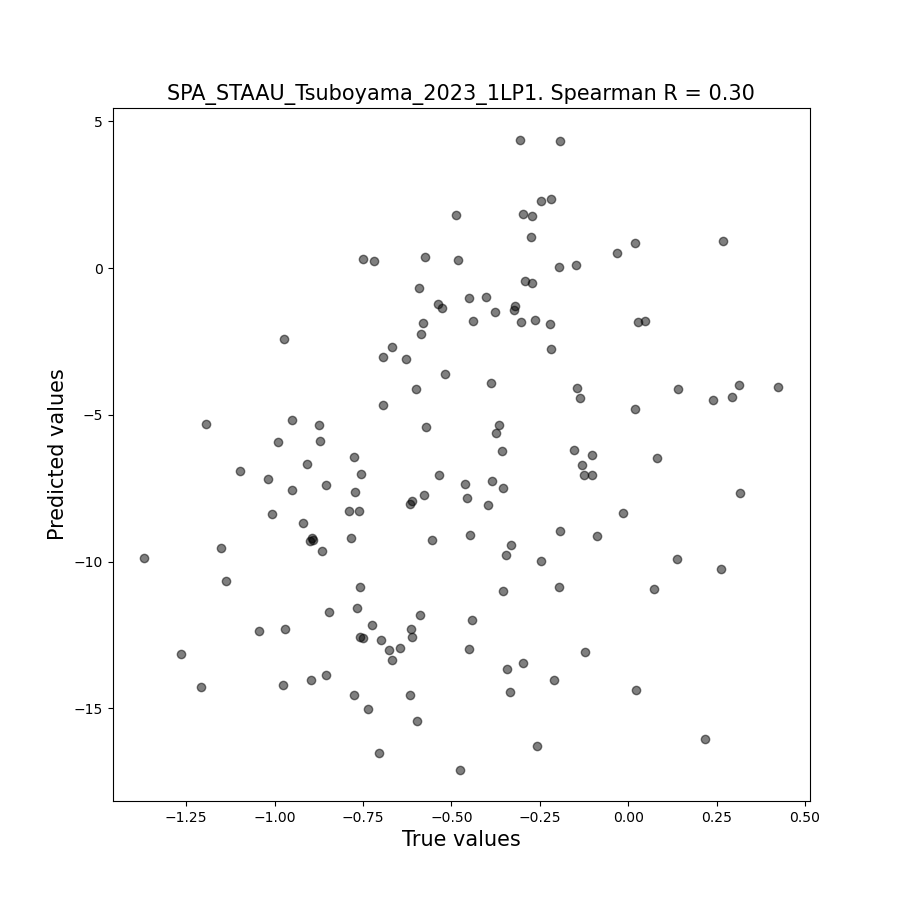 SPA_STAAU_Tsuboyama_2023_1LP1. Spearman R = 0.30
5
0
−5
−10
−15
Predicted values
−1.25 −1.00 −0.75 −0.50 −0.25 0.00 0.25 0.50
True values